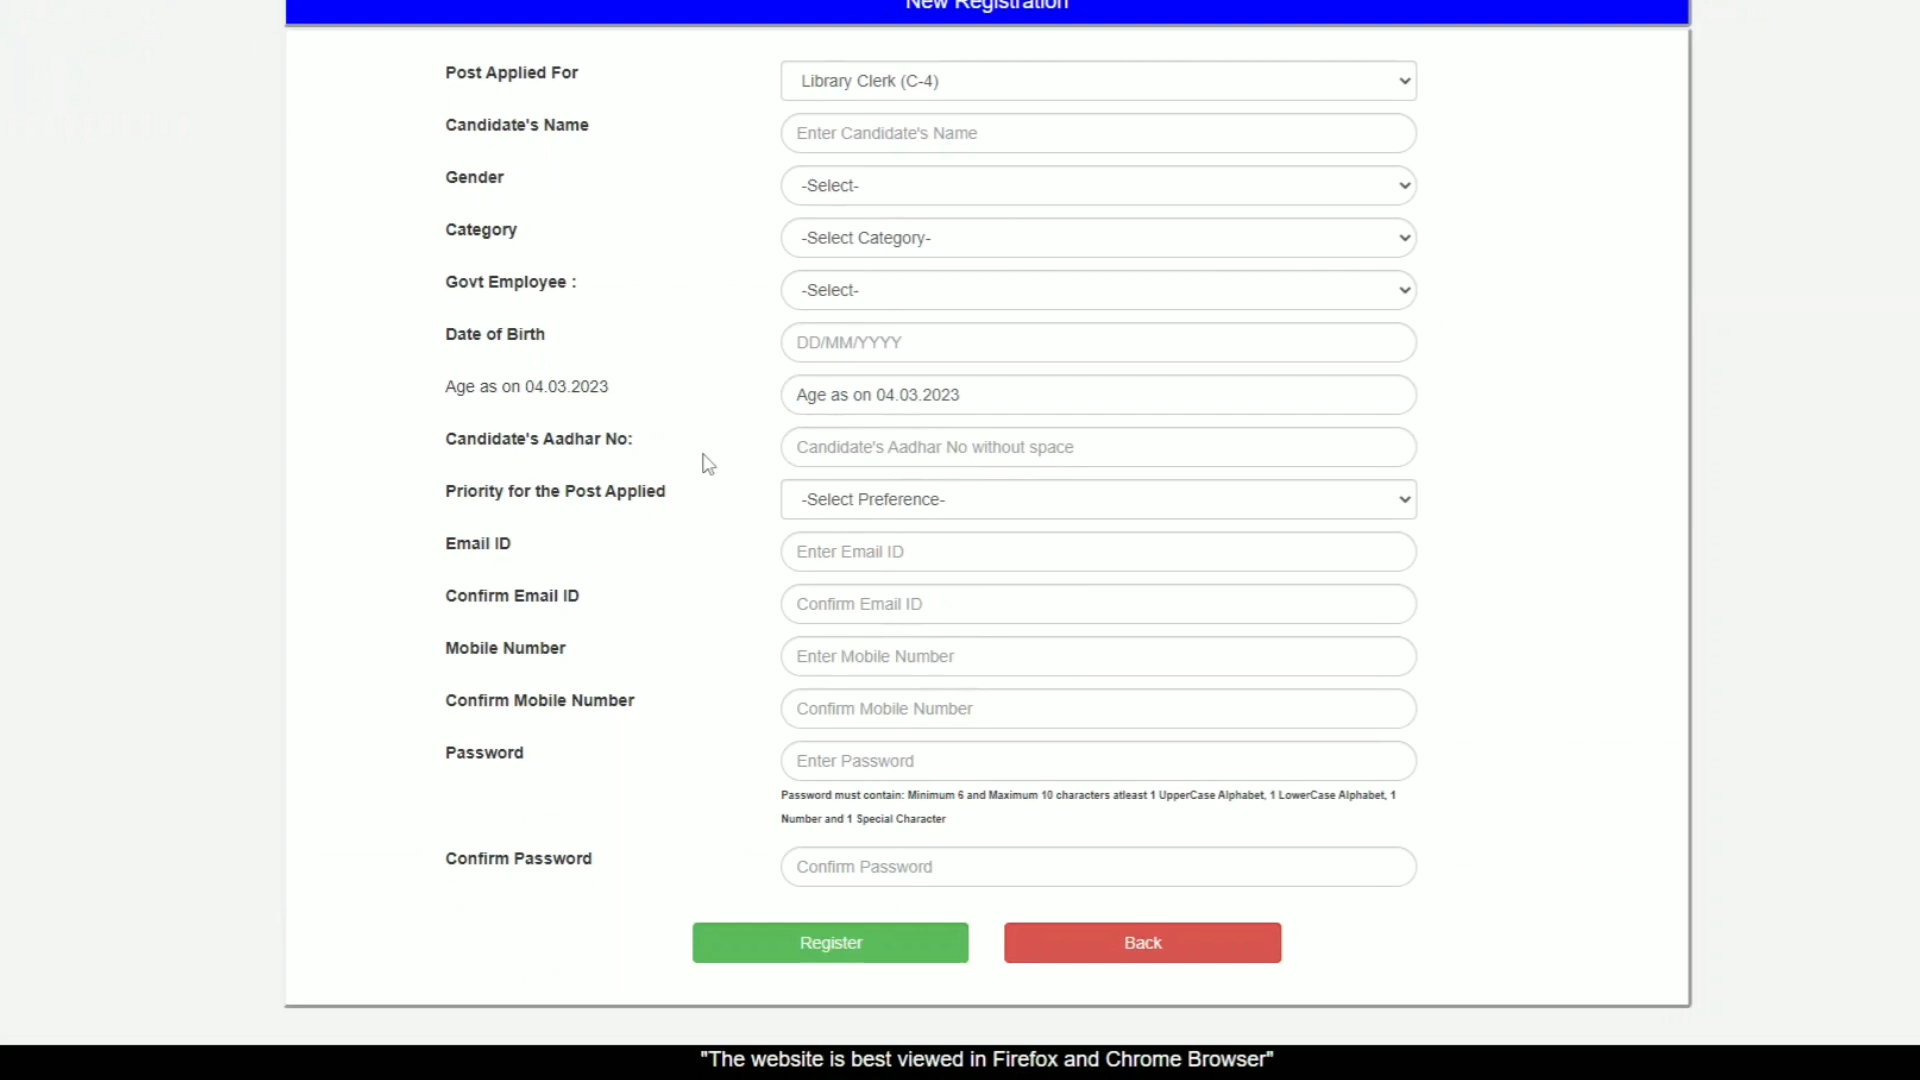 New Registration
Post Applied For
Library Clerk (C-4)
Candidate's Name
Enter Candidate's Name
Gender
-Select-
Category
-Select Category-
Govt Employee :
-Select-
Date of Birth
DD/MM/YYYY
Age as on 04.03.2023
Age as on 04.03.2023
Candidate's Aadhar No:
Candidate's Aadhar No without space
Priority for the Post Applied
-Select Preference-
Email ID
Enter Email ID
Confirm Email ID
Confirm Email ID
Mobile Number
Enter Mobile Number
Confirm Mobile Number
Confirm Mobile Number
Password
Enter Password
Password must contain: Minimum 6 and Maximum 10 characters atleast 1 UpperCase Alphabet, 1 LowerCase Alphabet, 1
Number and 1 Special Character
Confirm Password
Confirm Password
Register
Back
"The website is best viewed in Firefox and Chrome Browser"